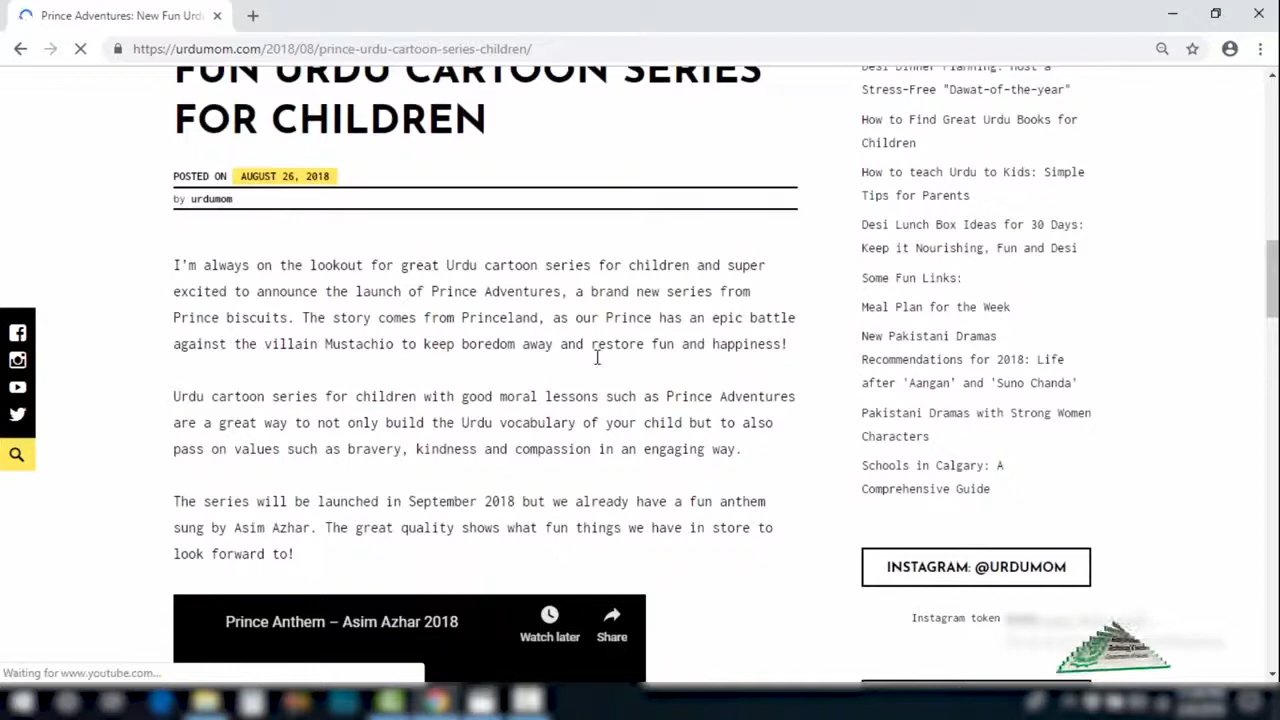 Prince Adventures: New Fun Urd
https://urdumom.com/2018/08/prince-urdu-cartoon-series-children/
FUN URDU CARTOON SERIES
FOR CHILDREN
POSTED ON AUGUST 26, 2018
by urdumom
I'm always on the lookout for great Urdu cartoon series for children and super
excited to announce the launch of Prince Adventures, a brand new series from
Prince biscuits. The story comes from Princeland, as our Prince has an epic battle
against the villain Mustachio to keep boredom away and restore fun and happiness!
Urdu cartoon series for children with good moral lessons such as Prince Adventures
are a great way to not only build the Urdu vocabulary of your child but to also
pass on values such as bravery, kindness and compassion in an engaging way.
The series will be launched in September 2018 but we already have a fun anthem
sung by Asim Azhar. The great quality shows what fun things we have in store to
look forward to!
Prince Anthem – Asim Azhar 2018
Watch later
Share
Waiting for www.youtube.com...
Desi Dinner Planning: Host a
Stress-Free "Dawat-of-the-year"
How to Find Great Urdu Books for
Children
How to teach Urdu to Kids: Simple
Tips for Parents
Desi Lunch Box Ideas for 30 Days:
Keep it Nourishing, Fun and Desi
Some Fun Links:
Meal Plan for the Week
New Pakistani Dramas
Recommendations for 2018: Life
after 'Aangan' and 'Suno Chanda'
Pakistani Dramas with Strong Women
Characters
Schools in Calgary: A
Comprehensive Guide
INSTAGRAM: @URDUMOM
Instagram token